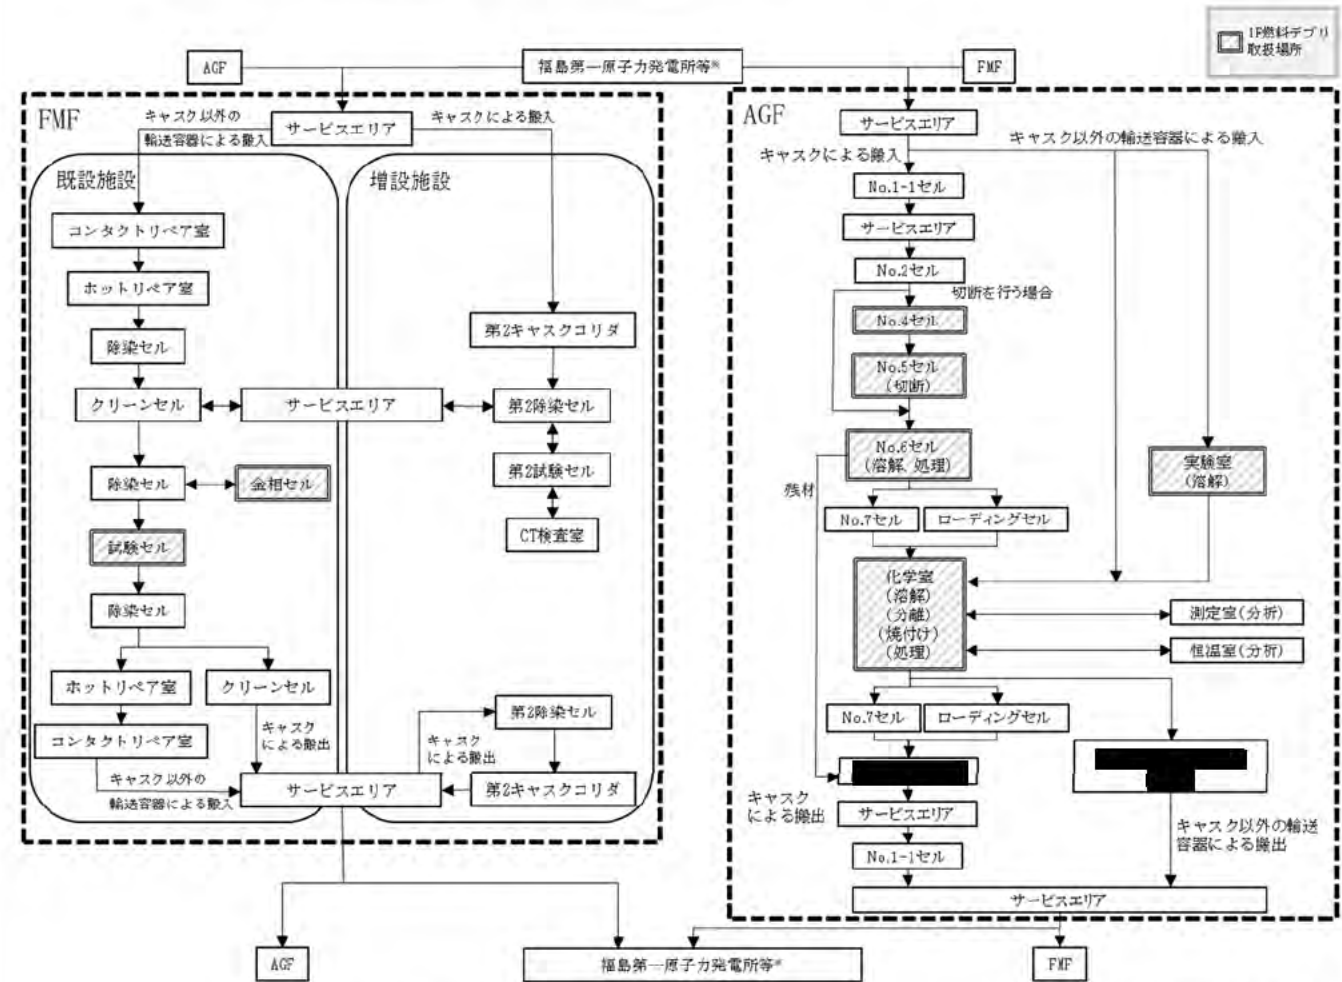 1F燃料デブリ
取扱場所
AGF
福島第一原子力発電所等※
FMF
FMF
キャスク以外の
輸送容器による搬入
サービスエリア
キャスクによる搬入
既設施設
増設施設
コンタクトリペア室
ホットリペア室
除染セル
クリーンセル
サービスエリア
第2キャスクコリダ
第2除染セル
除染セル
金相セル
第2試験セル
試験セル
CT検査室
除染セル
ホットリペア室
クリーンセル
コンタクトリペア室
キャスク
による搬出
キャスク
による搬出
第2除染セル
キャスク以外の
輸送容器による搬入
サービスエリア
第2キャスクコリダ
AGF
サービスエリア
キャスクによる搬入
キャスク以外の輸送容器による搬入
No.1-1セル
サービスエリア
No.2セル
切断を行う場合
No.4セル
No.5セル
(切断)
No.6セル
(溶解、処理)
実験室
(溶解)
残材
No.7セル
ローディングセル
化学室
(溶解)
(分離)
(焼付け)
(処理)
測定室(分析)
恒温室(分析)
No.7セル
ローディングセル
キャスク
による搬出
サービスエリア
キャスク以外の輸送
容器による搬出
No.1-1セル
サービスエリア
AGF
福島第一原子力発電所等※
FMF